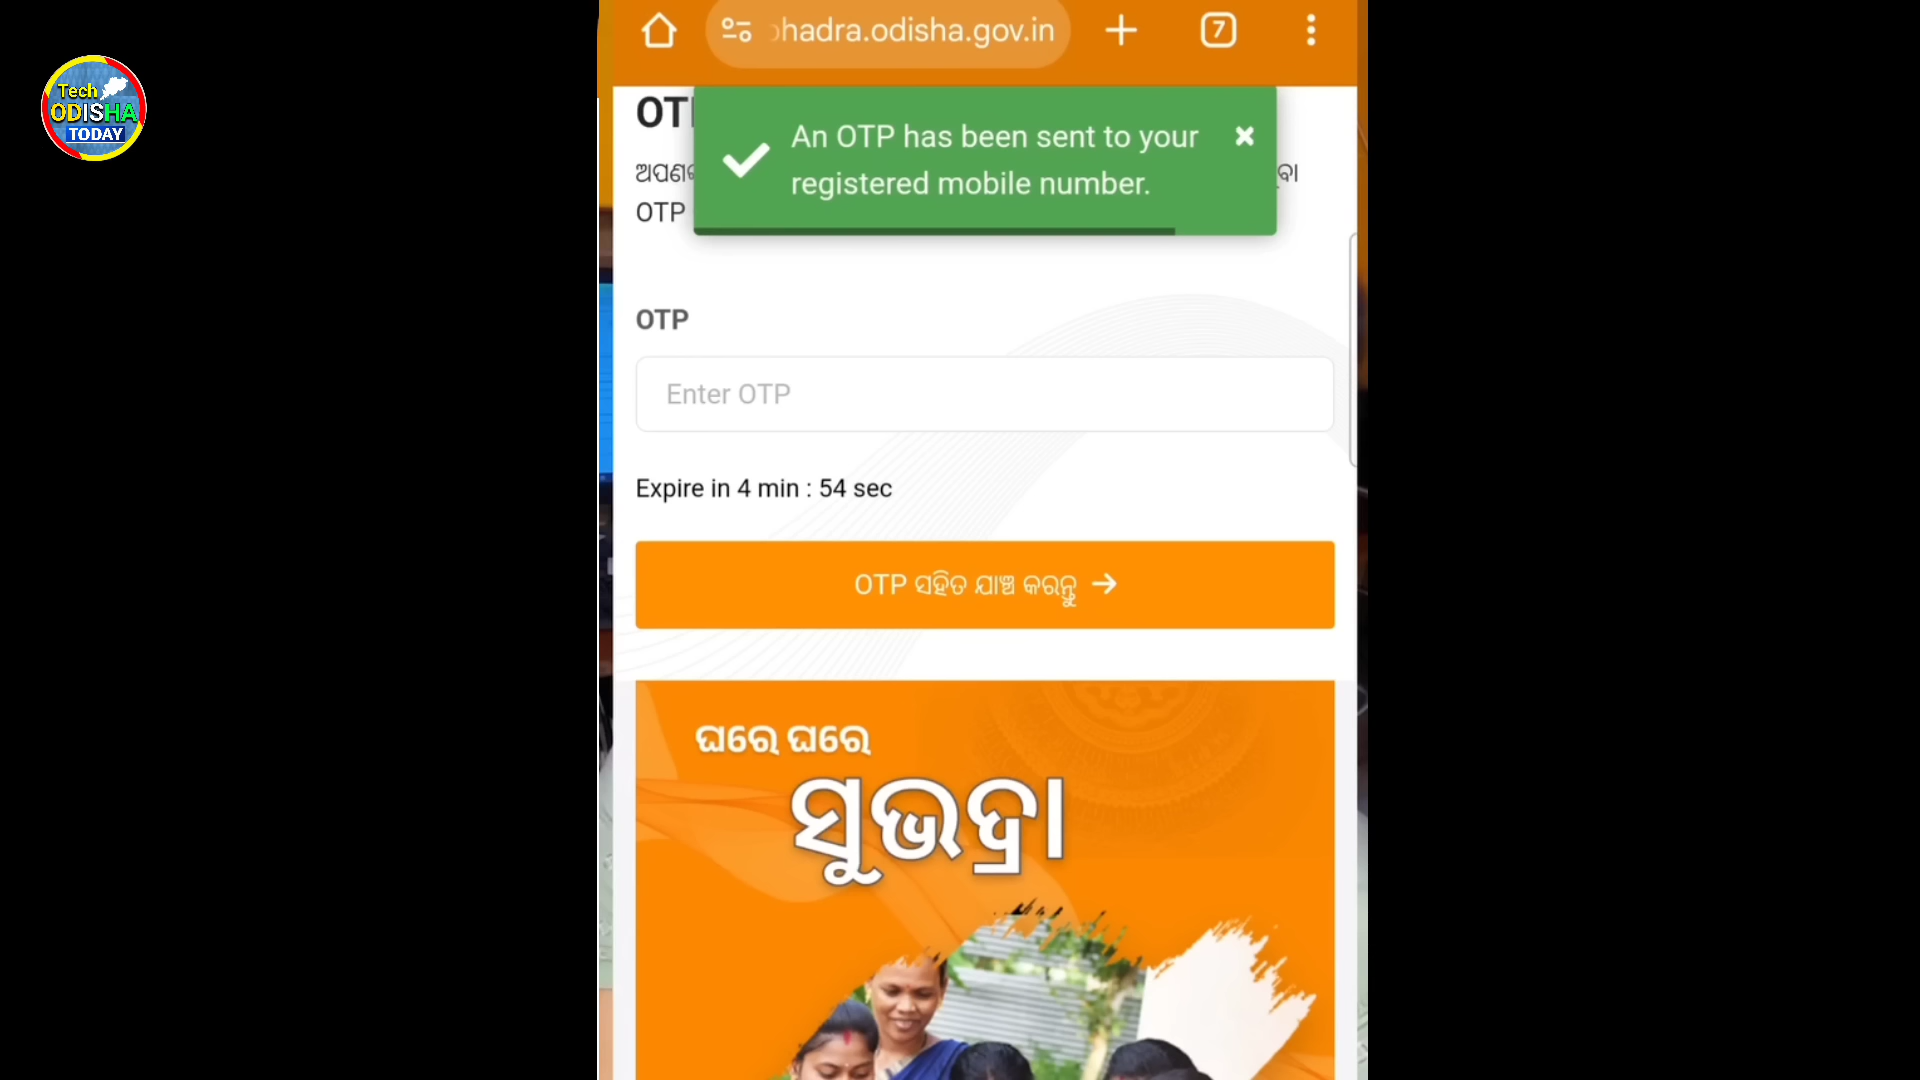 Tech
ODISHA
TODAY
hadra.odisha.gov.in
7
An OTP has been sent to your
registered mobile number.
OTP
OTP
Enter OTP
Expire in 4 min : 54 sec
OTP ସହିତ ଯାଞ୍ଚ କରନ୍ତୁ
ଘରେ ଘରେ
ସୁଭଦ୍ରା